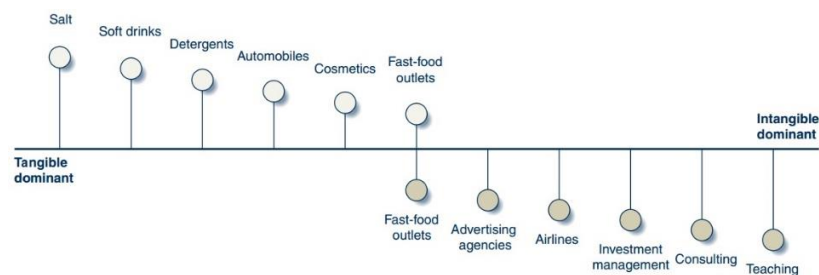 Salt
Soft drinks
Detergents
Automobiles
Cosmetics
Fast-food
outlets
Tangible
dominant
Intangible
dominant
Fast-food
outlets
Advertising
agencies
Airlines
Investment
management
Consulting
Teaching